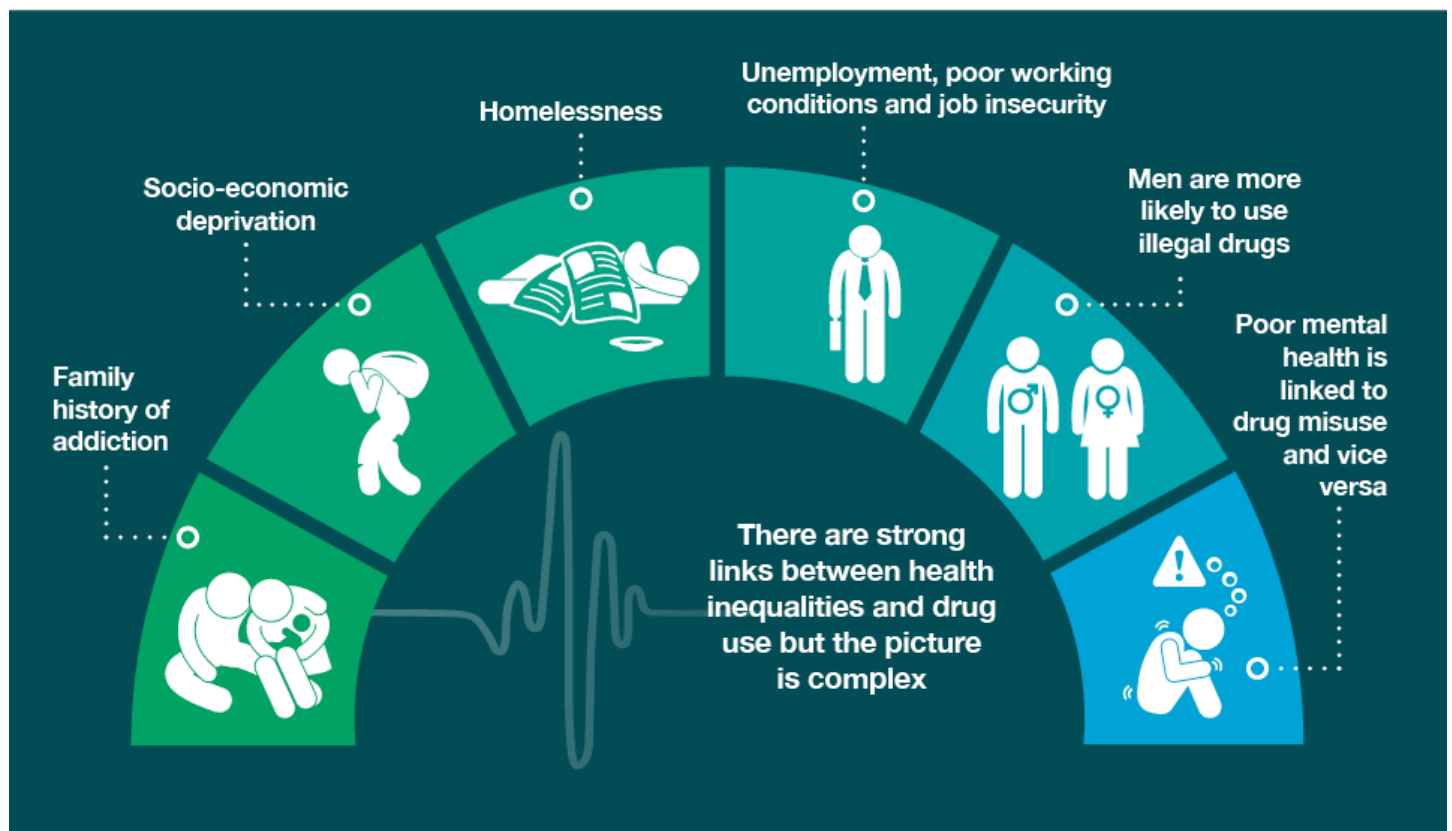 Family
history of
addiction
Socio-economic
deprivation
Homelessness
Unemployment, poor working
conditions and job insecurity
Men are more
likely to use
illegal drugs
Poor mental
health is
linked to
drug misuse
and vice
versa
There are strong
links between health
inequalities and drug
use but the picture
is complex